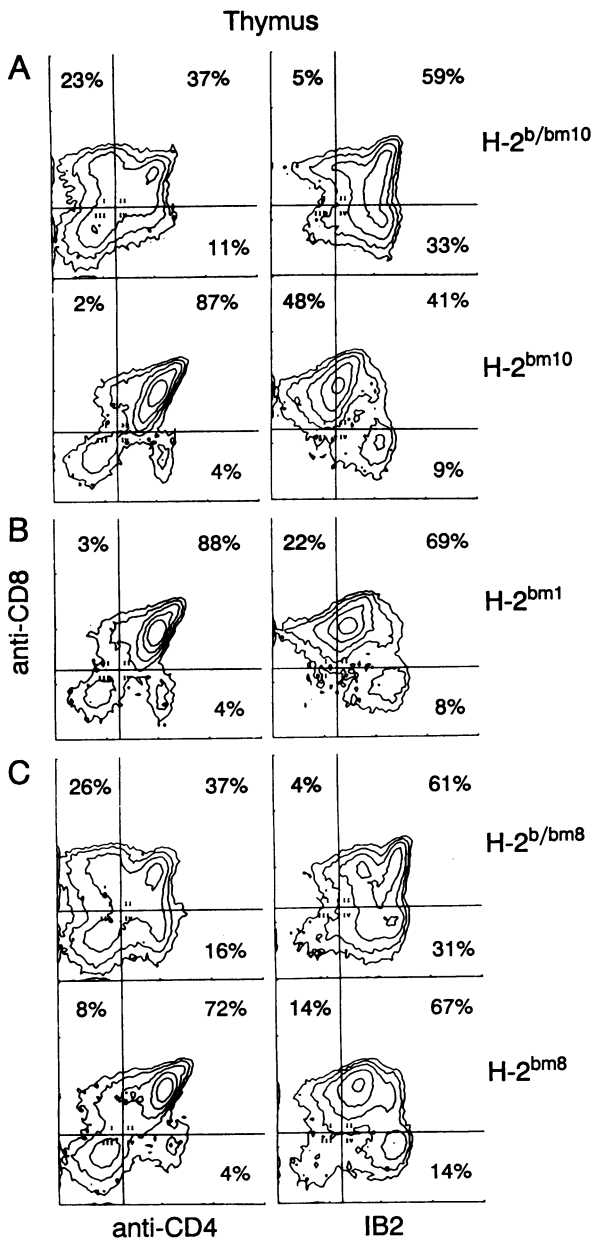 Thymus
A
23% 37% 5% 59%
H-2b/bm10
11% 33%
2% 87% 48% 41%
H-2bm10
4% 9%
B
3% 88% 22% 69%
H-2bm1
anti-CD8
4% 8%
C
26% 37% 4% 61%
H-2b/bm8
16% 31%
8% 72% 14% 67%
H-2bm8
4% 14%
anti-CD4 IB2